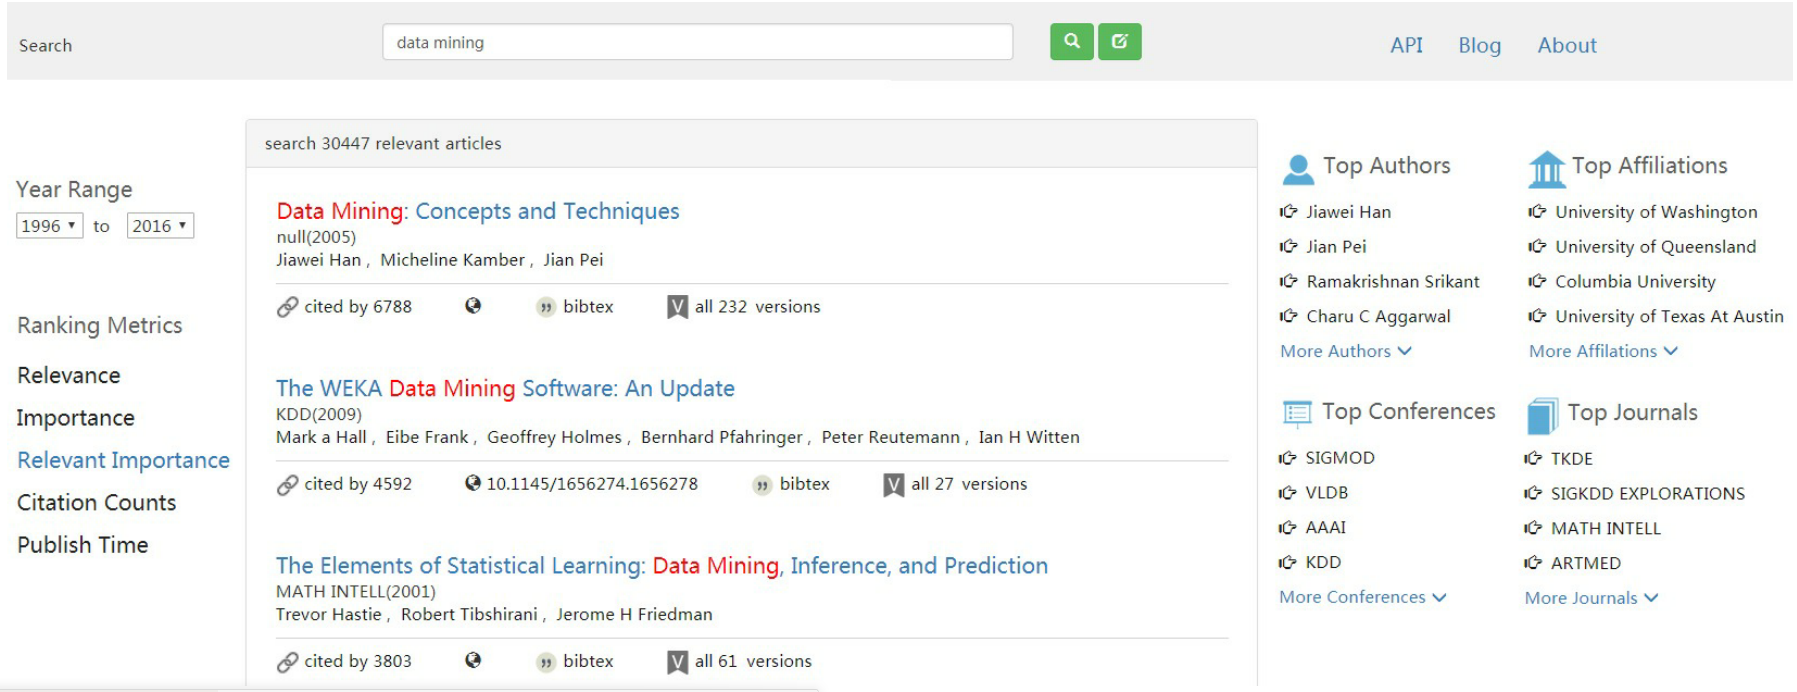 Search
data mining
API Blog About
Year Range
1996 to 2016
Ranking Metrics
Relevance
Importance
Relevant Importance
Citation Counts
Publish Time
search 30447 relevant articles
Data Mining: Concepts and Techniques
null(2005)
Jiawei Han , Micheline Kamber , Jian Pei
cited by 6788 bibtex V all 232 versions
The WEKA Data Mining Software: An Update
KDD(2009)
Mark a Hall , Eibe Frank , Geoffrey Holmes , Bernhard Pfahringer , Peter Reutemann , Ian H Witten
cited by 4592 10.1145/1656274.1656278 bibtex V all 27 versions
The Elements of Statistical Learning: Data Mining, Inference, and Prediction
MATH INTELL(2001)
Trevor Hastie , Robert Tibshirani , Jerome H Friedman
cited by 3803 bibtex V all 61 versions
Top Authors
Jiawei Han
Jian Pei
Ramakrishnan Srikant
Charu C Aggarwal
More Authors
Top Affiliations
University of Washington
University of Queensland
Columbia University
University of Texas At Austin
More Affilations
Top Conferences
SIGMOD
VLDB
AAAI
KDD
More Conferences
Top Journals
TKDE
SIGKDD EXPLORATIONS
MATH INTELL
ARTMED
More Journals